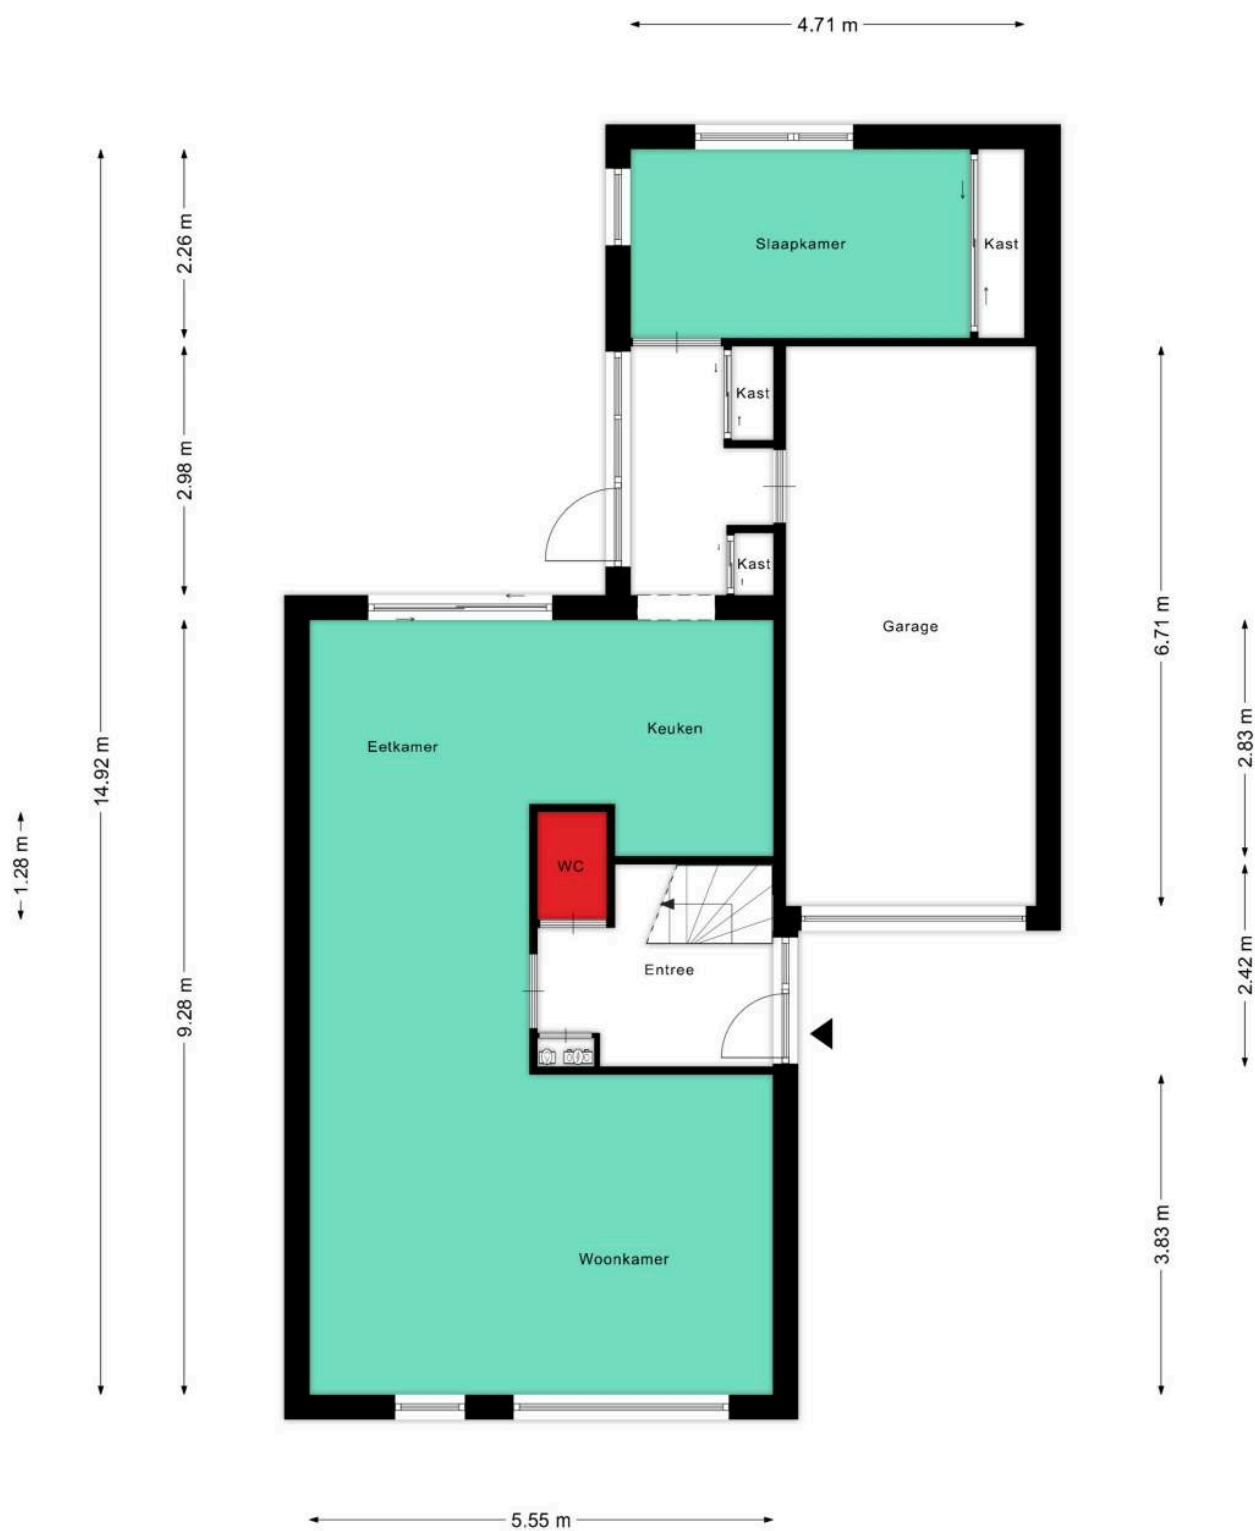 4.71 m
2.26 m
Slaapkamer
Kast
2.98 m
Kast
Kast
Garage
6.71 m
Keuken
Eetkamer
2.83 m
14.92 m
1.28 m
WC
2.42 m
Entree
9.28 m
3.83 m
Woonkamer
5.55 m